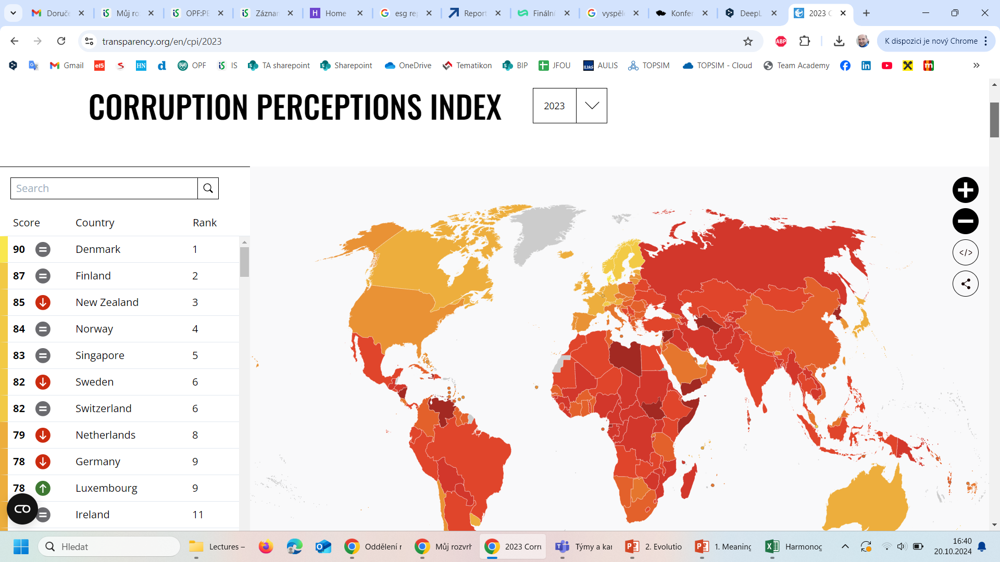 Doruče
Můj ro
OPF:PE
Záznar
Home
esg rep
Report
Finální
vyspěl
Konfer
DeepL
2023 C
transparency.org/en/cpi/2023
ABP
K dispozici je nový Chrome
Gmail
OPF
IS
TA sharepoint
Sharepoint
OneDrive
Tematikon
BIP
JFOU
AULIS
TOPSIM
TOPSIM - Cloud
Team Academy
CORRUPTION PERCEPTIONS INDEX
2023
Search
Score Country Rank
90 Denmark 1
87 Finland 2
85 New Zealand 3
84 Norway 4
83 Singapore 5
82 Sweden 6
82 Switzerland 6
79 Netherlands 8
78 Germany 9
78 Luxembourg 9
Ireland 11
Hledat
Lectures –
Oddělení r
Můj rozvrh
2023 Corru
Týmy a kar
2. Evolutio
1. Meaning
Harmonog
16:40
20.10.2024